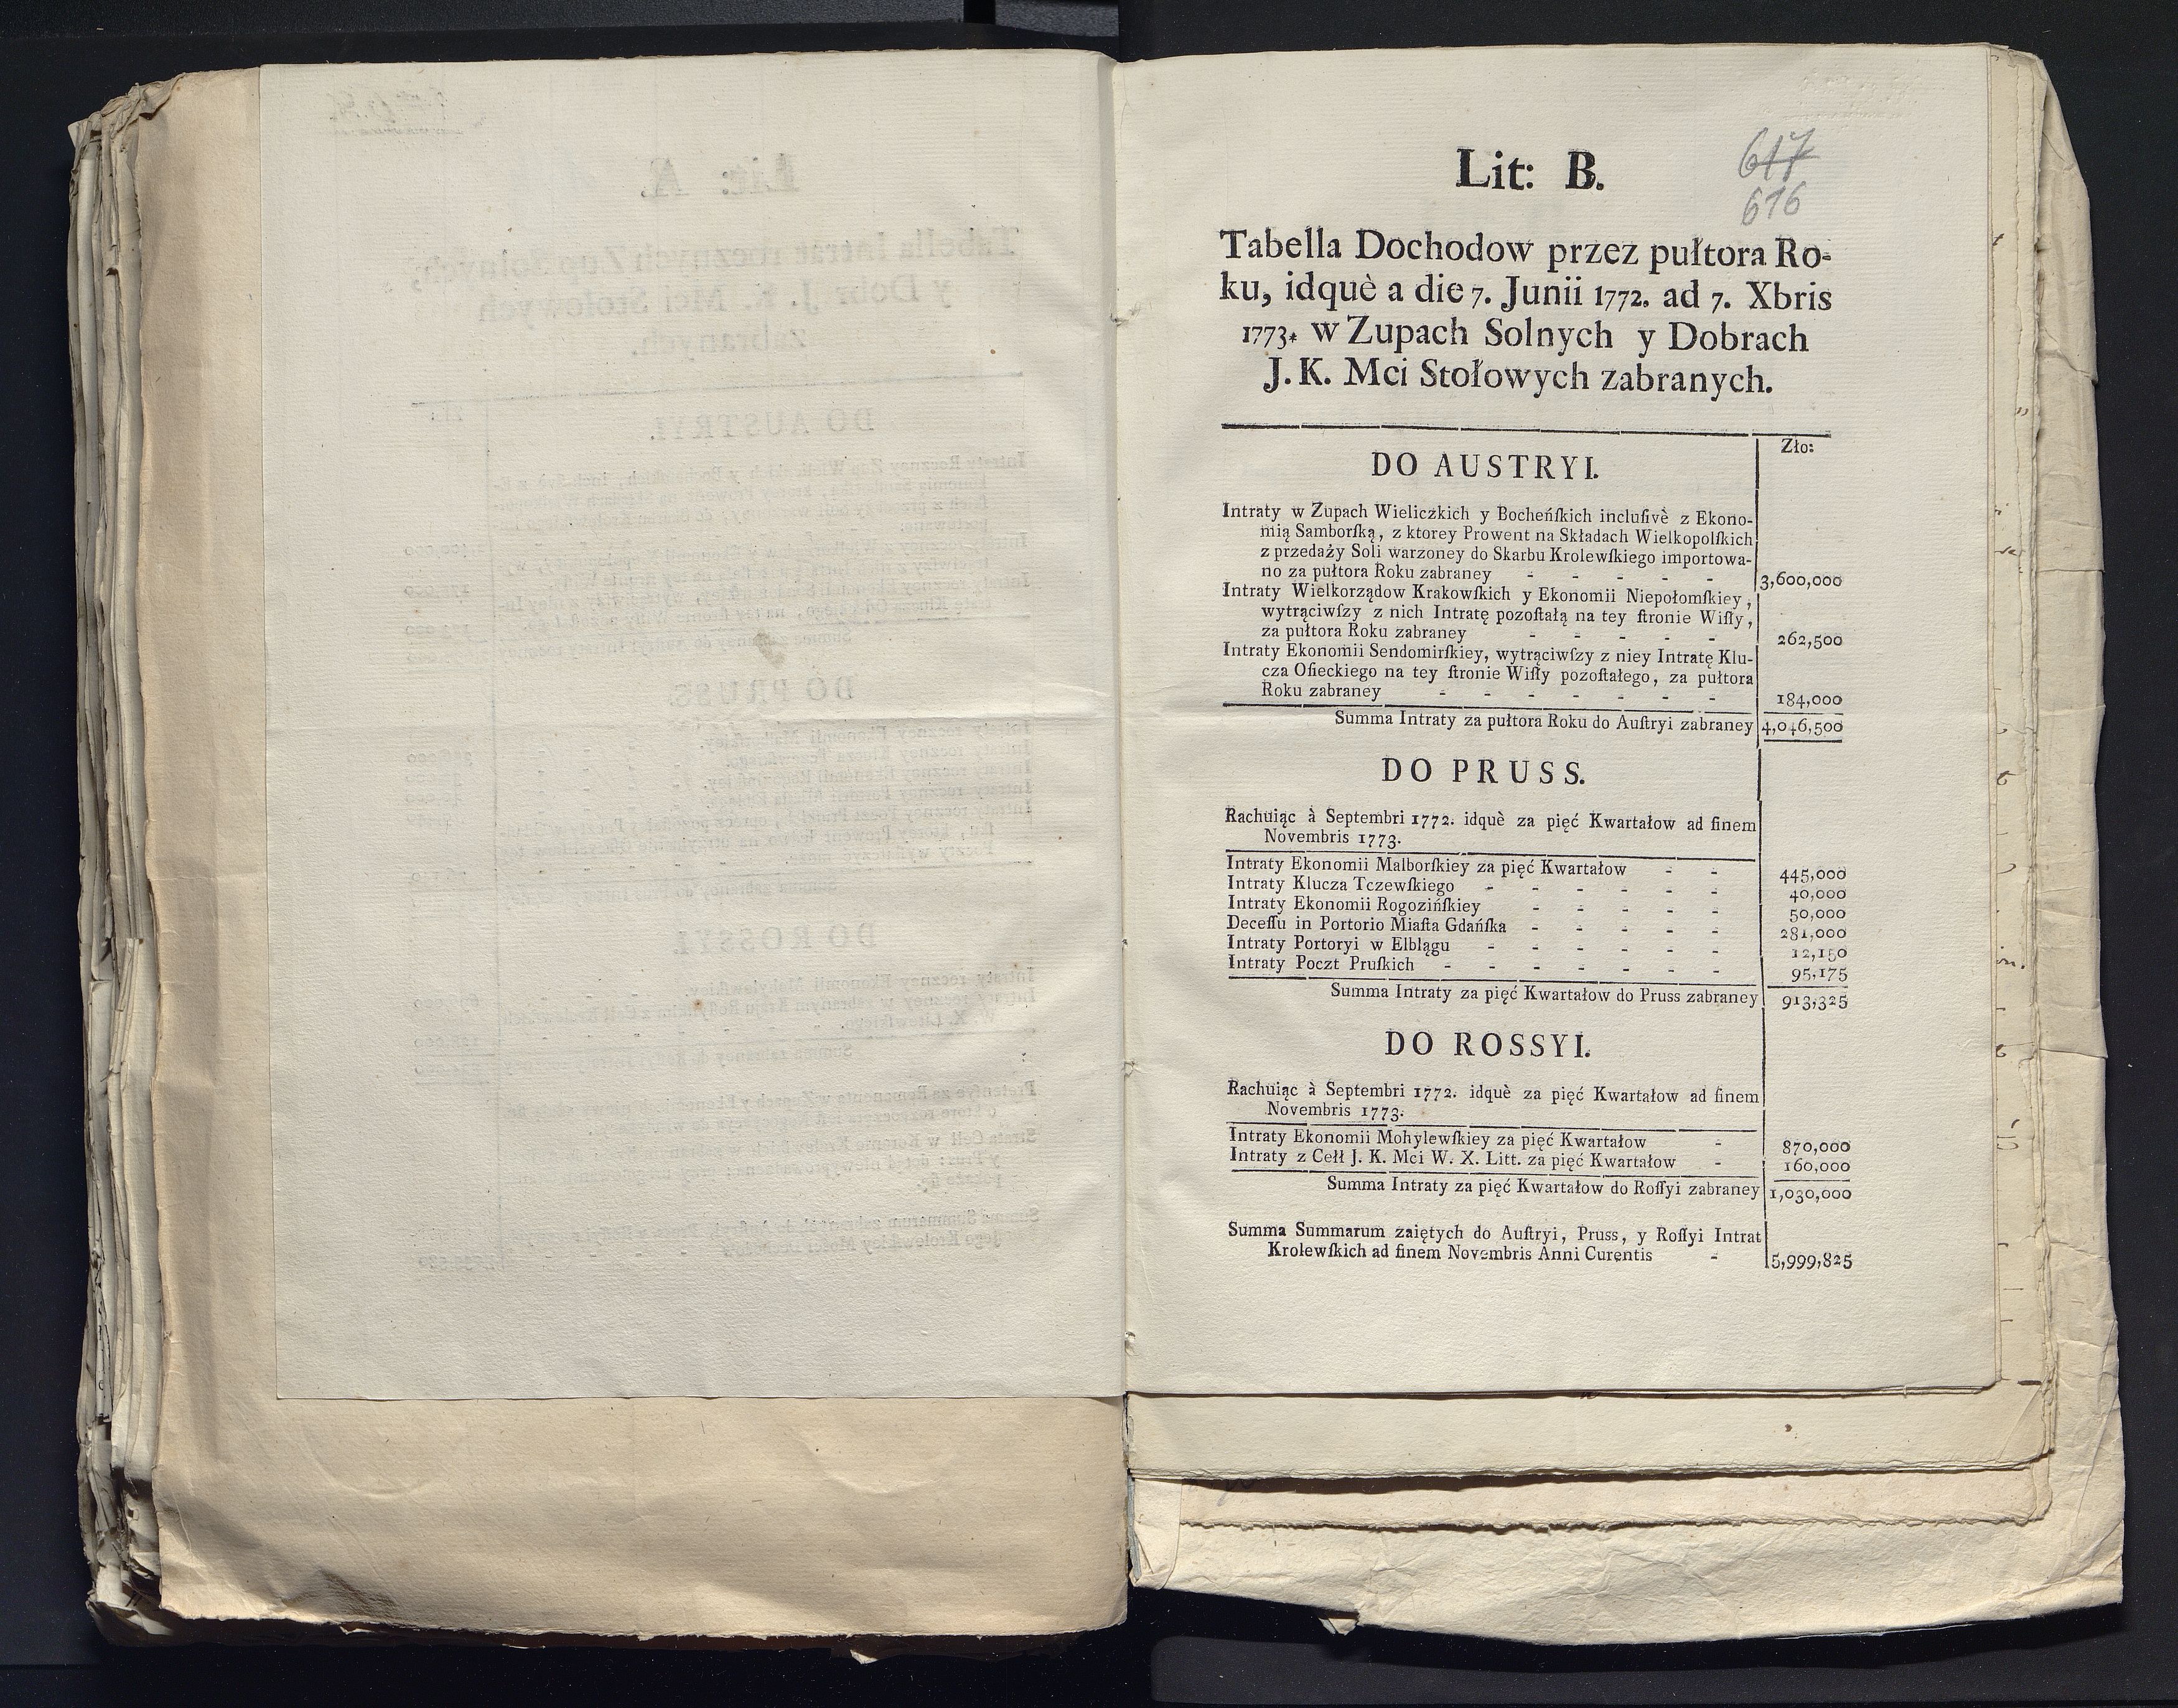 Lit: B.
617
616
Tabella Dochodow przez pułtora Ro-
ku, idquè a die 7. Junii 1772. ad 7. Xbris
1773. w Zupach Solnych y Dobrach
J. K. Mci Stołowych zabranych.
Zło:
DO AUSTRYI.
Intraty w Zupach Wieliczkich y Bocheńſkich incluſivè z Ekono-
mią Samborſką, z ktorey Prowent na Składach Wielkopolſkich
z przedaży Soli warzoney do Skarbu Krolewſkiego importowa-
no za pułtora Roku zabraney - - - - - 3,600,000
Intraty Wielkorządow Krakowſkich y Ekonomii Niepołomſkiey,
wytrąciwſzy z nich Intratę pozoſtałą na tey ſtronie Wiſły,
za pułtora Roku zabraney - - - - - 262,500
Intraty Ekonomii Sendomirſkiey, wytrąciwſzy z niey Intratę Klu-
cza Oſieckiego na tey ſtronie Wiſły pozoſtałego, za pułtora
Roku zabraney - - - - - - - 184,000
Summa Intraty za pułtora Roku do Auſtryi zabraney 4,046,500
DO PRUSS.
Rachuiąc à Septembri 1772. idquè za pięć Kwartałow ad finem
Novembris 1773.
Intraty Ekonomii Malborſkiey za pięć Kwartałow - - 445,000
Intraty Klucza Tczewſkiego - - - - - - 40,000
Intraty Ekonomii Rogozińſkiey - - - - - 50,000
Deceſſu in Portorio Miaſta Gdańſka - - - - - 281,000
Intraty Portoryi w Elblągu - - - - - - 12,150
Intraty Poczt Pruſkich - - - - - - - 95,175
Summa Intraty za pięć Kwartałow do Pruss zabraney 913,325
DO ROSSYI.
Rachuiąc à Septembri 1772. idquè za pięć Kwartałow ad finem
Novembris 1773.
Intraty Ekonomii Mohylewſkiey za pięć Kwartałow - 870,000
Intraty z Cełł J. K. Mci W. X. Litt. za pięć Kwartałow - 160,000
Summa Intraty za pięć Kwartałow do Roſſyi zabraney 1,030,000
Summa Summarum zaiętych do Auſtryi, Pruss, y Roſſyi Intrat
Krolewſkich ad finem Novembris Anni Curentis - 5,999,825